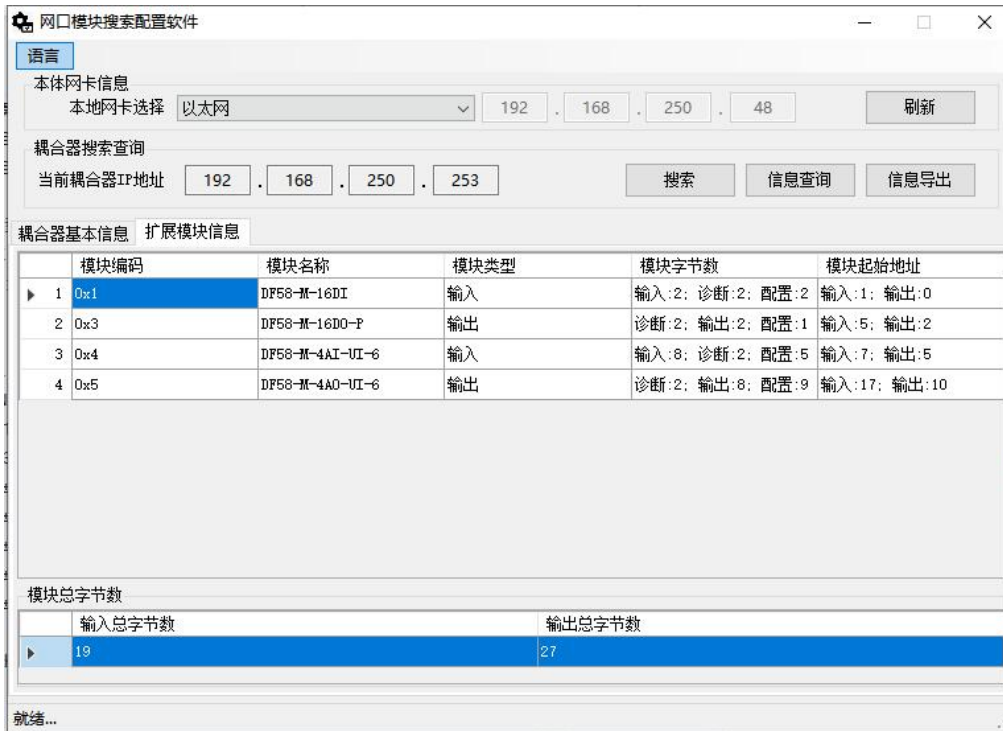 网口模块搜索配置软件
语言
本体网卡信息
本地网卡选择 以太网 192 . 168 . 250 . 48 刷新
耦合器搜索查询
当前耦合器IP地址 192 . 168 . 250 . 253 搜索 信息查询 信息导出
耦合器基本信息 扩展模块信息
模块编码 模块名称 模块类型 模块字节数 模块起始地址
1 0x1 DF58-M-16DI 输入 输入:2; 诊断:2; 配置:2 输入:1; 输出:0
2 0x3 DF58-M-16DO-P 输出 诊断:2; 输出:2; 配置:1 输入:5; 输出:2
3 0x4 DF58-M-4AI-UI-6 输入 输入:8; 诊断:2; 配置:5 输入:7; 输出:5
4 0x5 DF58-M-4AO-UI-6 输出 诊断:2; 输出:8; 配置:9 输入:17; 输出:10
模块总字节数
输入总字节数 输出总字节数
19 27
就绪...